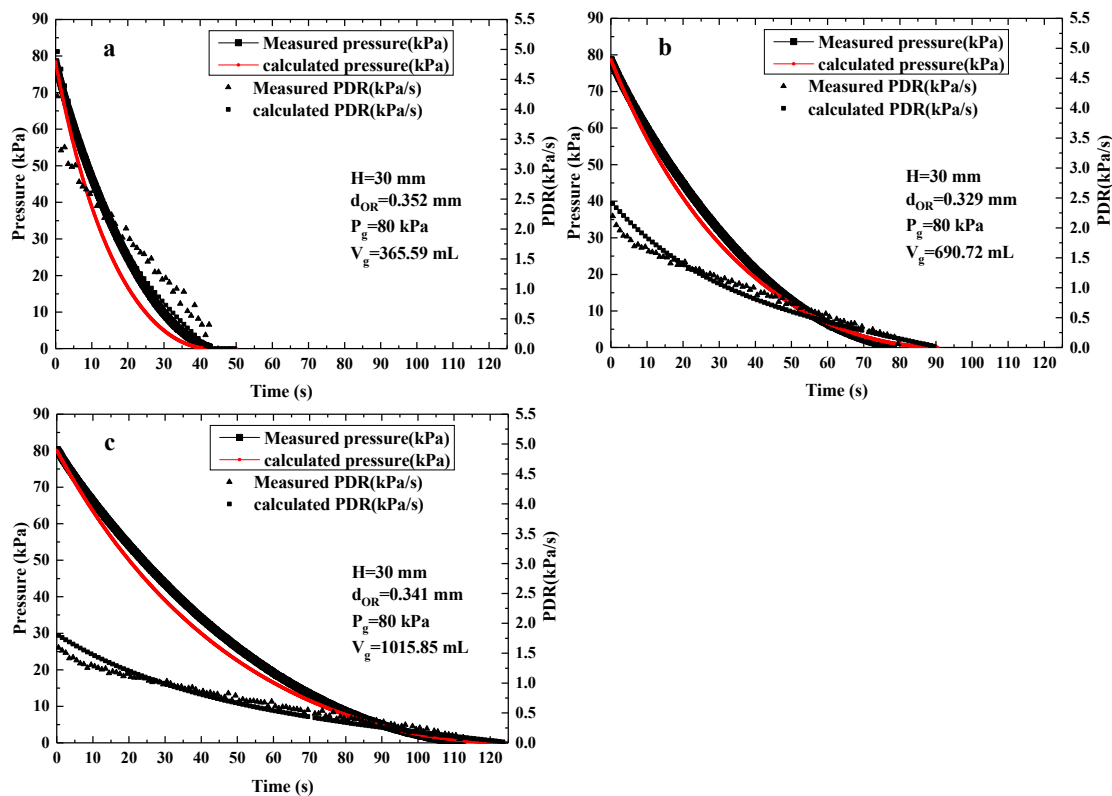 a
Measured pressure(kPa)
calculated pressure(kPa)
Measured PDR(kPa/s)
calculated PDR(kPa/s)
H=30 mm
dOR=0.352 mm
Pg=80 kPa
Vg=365.59 mL
Pressure (kPa)
90
80
70
60
50
40
30
20
10
0
0 10 20 30 40 50 60 70 80 90 100 110 120
Time (s)
5.5
5.0
4.5
4.0
3.5
3.0
2.5
2.0
1.5
1.0
0.5
0.0
PDR(kPa/s)
b
Measured pressure(kPa)
calculated pressure(kPa)
Measured PDR(kPa/s)
calculated PDR(kPa/s)
H=30 mm
dOR=0.329 mm
Pg=80 kPa
Vg=690.72 mL
Pressure (kPa)
90
80
70
60
50
40
30
20
10
0
0 10 20 30 40 50 60 70 80 90 100 110 120
Time (s)
5.5
5.0
4.5
4.0
3.5
3.0
2.5
2.0
1.5
1.0
0.5
0.0
PDR(kPa/s)
c
Measured pressure(kPa)
calculated pressure(kPa)
Measured PDR(kPa/s)
calculated PDR(kPa/s)
H=30 mm
dOR=0.341 mm
Pg=80 kPa
Vg=1015.85 mL
Pressure (kPa)
90
80
70
60
50
40
30
20
10
0
0 10 20 30 40 50 60 70 80 90 100 110 120
Time (s)
5.5
5.0
4.5
4.0
3.5
3.0
2.5
2.0
1.5
1.0
0.5
0.0
PDR(kPa/s)